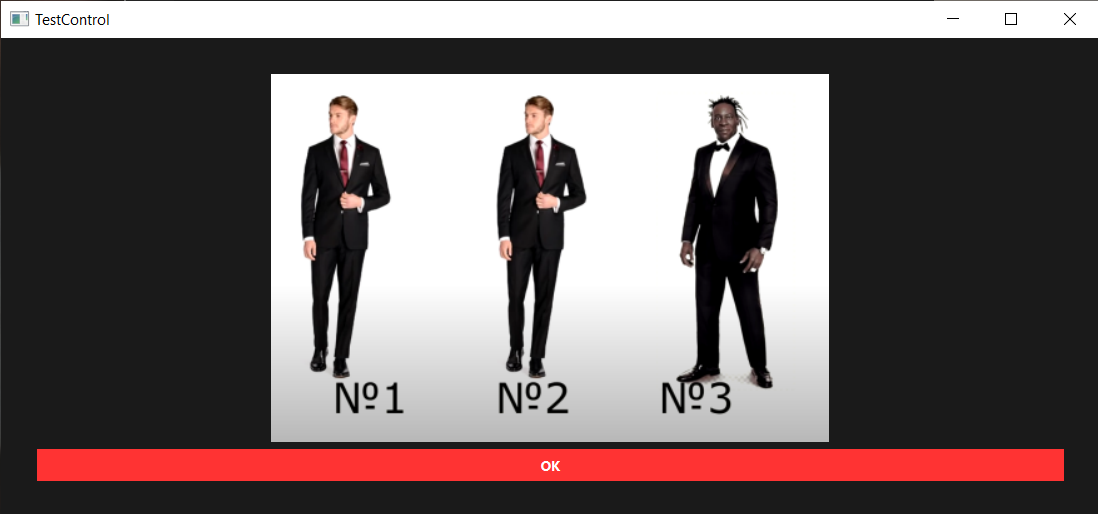 TestControl
№1 №2 №3
OK